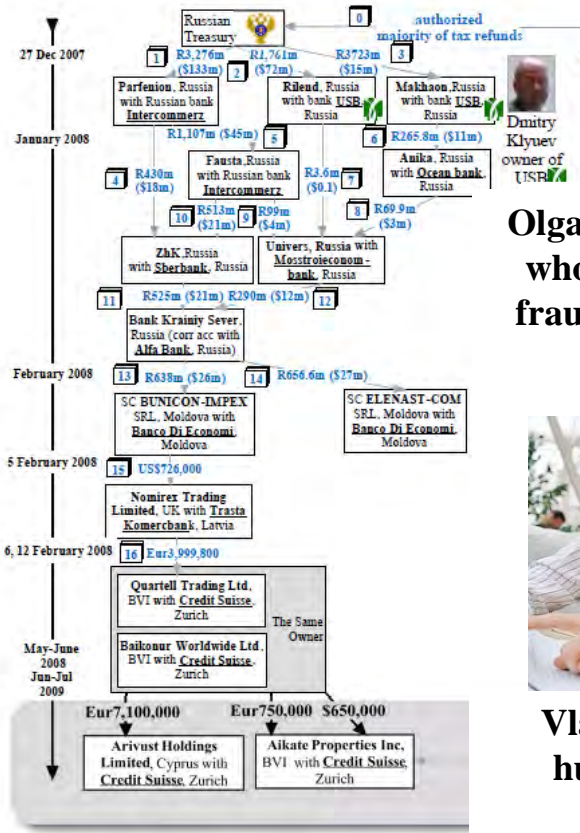 Russian
Treasury
0
authorized
majority of tax refunds
27 Dec 2007
1
R3,276m
($133m)
2
R1,761m
($72m)
R3723m
($15m)
3
Parfenion, Russia
with Russian bank
Intercommerz
Rilend, Russia
with bank USB,
Russia
Makhaon, Russia
with bank USB,
Russia
Dmitry
Klyuev
owner of
USB
January 2008
R1,107m ($45m)
5
6
R265.8m ($11m)
Fausta, Russia
with Russian bank
Intercommerz
Anika, Russia
with Ocean bank,
Russia
4
R430m
($18m)
R3.6m
($0.1)
7
10
R513m
($21m)
9
R99m
($4m)
8
R69.9m
($3m)
ZhK, Russia
with Sberbank, Russia
Univers, Russia with
Mosstroieconom-
bank, Russia
Olga
who
frau
11
R525m ($21m)
R290m ($12m)
12
Bank Krainiy Sever,
Russia (corr acc with
Alfa Bank, Russia)
February 2008
13
R638m ($26m)
14
R656.6m ($27m)
SC BUNICON-IMPEX
SRL, Moldova with
Banco Di Economi,
Moldova
SC ELENAST-COM
SRL, Moldova with
Banco Di Economi,
Moldova
5 February 2008
15
US$726,000
Nomirex Trading
Limited, UK with Trasta
Komercbank, Latvia
6, 12 February 2008
16
Eur3,999,800
Quartell Trading Ltd,
BVI with Credit Suisse,
Zurich
The Same
Owner
Baikonur Worldwide Ltd,
BVI with Credit Suisse,
Zurich
May-June
2008
Jun-Jul
2009
Eur7,100,000
Eur750,000
$650,000
Arivust Holdings
Limited, Cyprus with
Credit Suisse, Zurich
Aikate Properties Inc,
BVI with Credit Suisse,
Zurich
Vla
hu